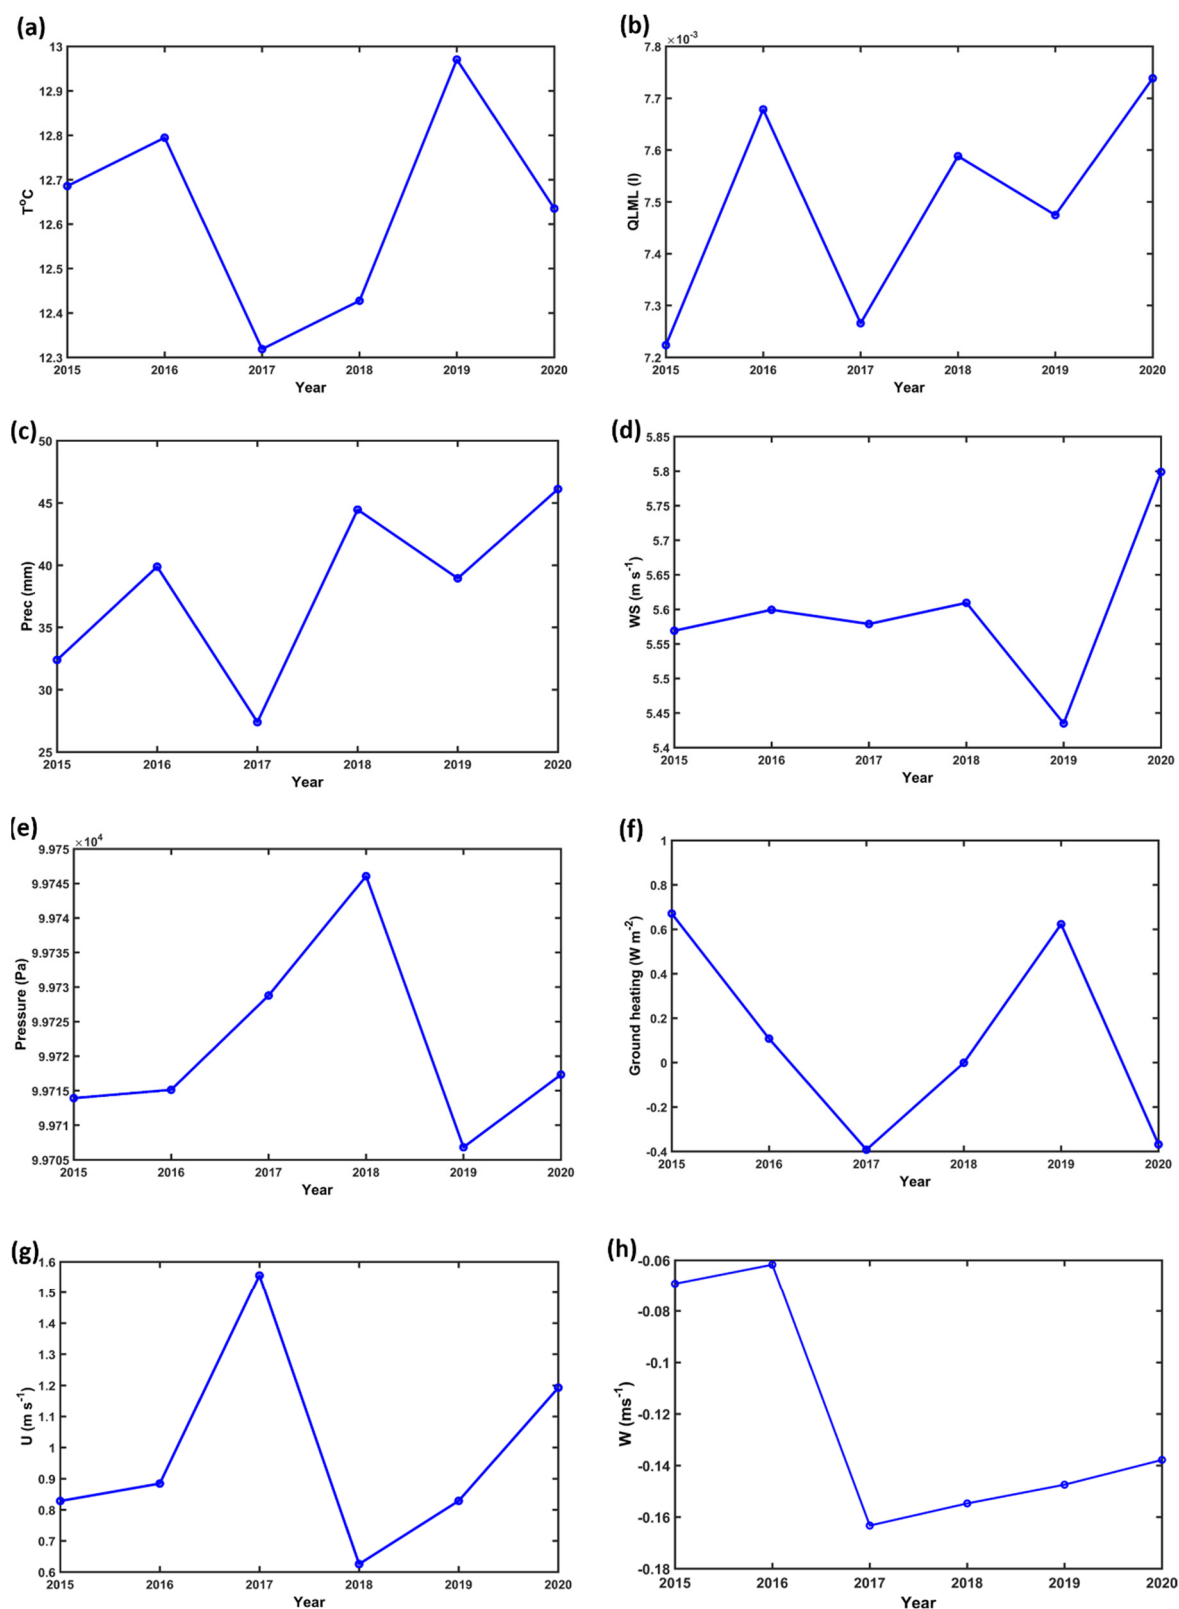 (a)
13
12.9
12.8
12.7
12.6
12.5
12.4
12.3
T°C
2015 2016 2017 2018 2019 2020
Year
(b)
×10⁻³
7.8
7.7
7.6
7.5
7.4
7.3
7.2
QLML (l)
2015 2016 2017 2018 2019 2020
Year
(c)
50
45
40
35
30
25
Prec (mm)
2015 2016 2017 2018 2019 2020
Year
(d)
5.85
5.8
5.75
5.7
5.65
5.6
5.55
5.5
5.45
5.4
WS (m s⁻¹)
2015 2016 2017 2018 2019 2020
Year
(e)
×10⁴
9.975
9.9745
9.974
9.9735
9.973
9.9725
9.972
9.9715
9.971
9.9705
Pressure (Pa)
2015 2016 2017 2018 2019 2020
Year
(f)
1
0.8
0.6
0.4
0.2
0
-0.2
-0.4
Ground heating (W m⁻²)
2015 2016 2017 2018 2019 2020
Year
(g)
1.6
1.5
1.4
1.3
1.2
1.1
1
0.9
0.8
0.7
0.6
U (m s⁻¹)
2015 2016 2017 2018 2019 2020
Year
(h)
-0.06
-0.08
-0.1
-0.12
-0.14
-0.16
-0.18
W (ms⁻¹)
2015 2016 2017 2018 2019 2020
Year